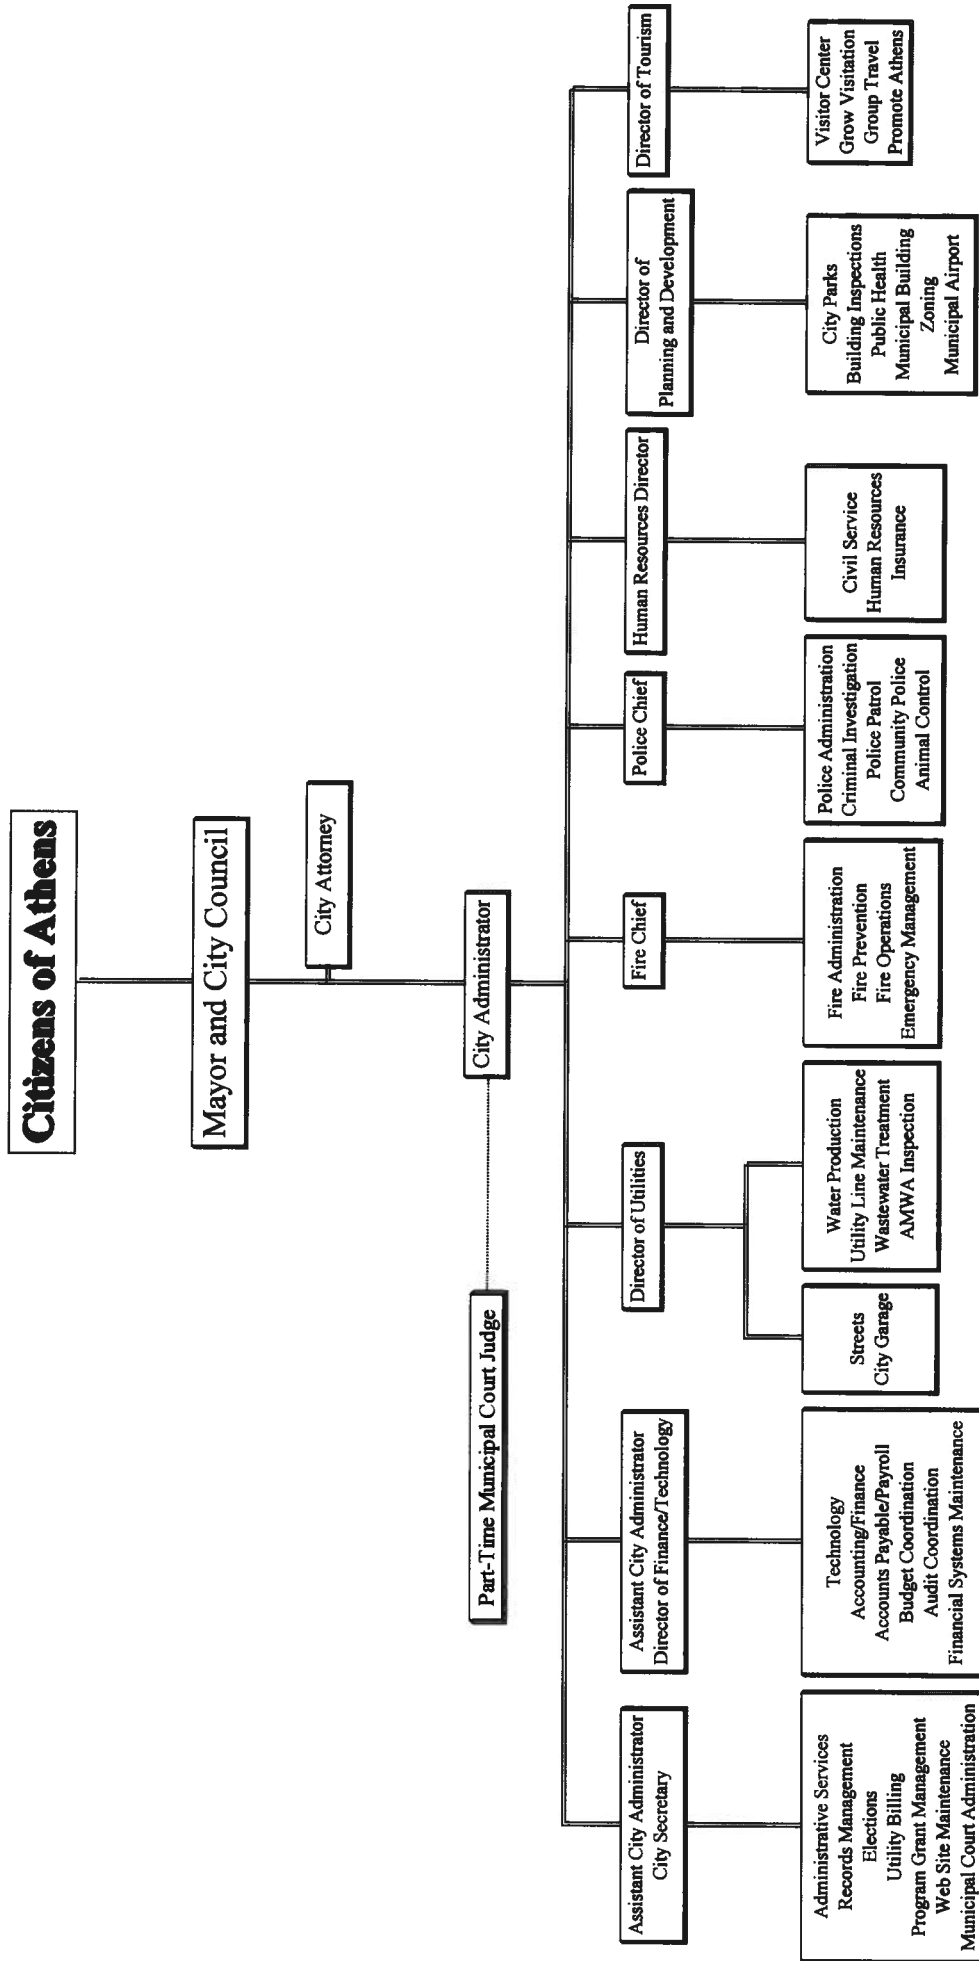 Citizens of Athens
Mayor and City Council
City Attorney
City Administrator
Part-Time Municipal Court Judge
Assistant City Administrator
City Secretary
Assistant City Administrator
Director of Finance/Technology
Director of Utilities
Fire Chief
Police Chief
Human Resources Director
Director of
Planning and Development
Director of Tourism
Administrative Services
Records Management
Elections
Utility Billing
Program Grant Management
Web Site Maintenance
Municipal Court Administration
Technology
Accounting/Finance
Accounts Payable/Payroll
Budget Coordination
Audit Coordination
Financial Systems Maintenance
Streets
City Garage
Water Production
Utility Line Maintenance
Wastewater Treatment
AMWA Inspection
Fire Administration
Fire Prevention
Fire Operations
Emergency Management
Police Administration
Criminal Investigation
Police Patrol
Community Police
Animal Control
Civil Service
Human Resources
Insurance
City Parks
Building Inspections
Public Health
Municipal Building
Zoning
Municipal Airport
Visitor Center
Grow Visitation
Group Travel
Promote Athens